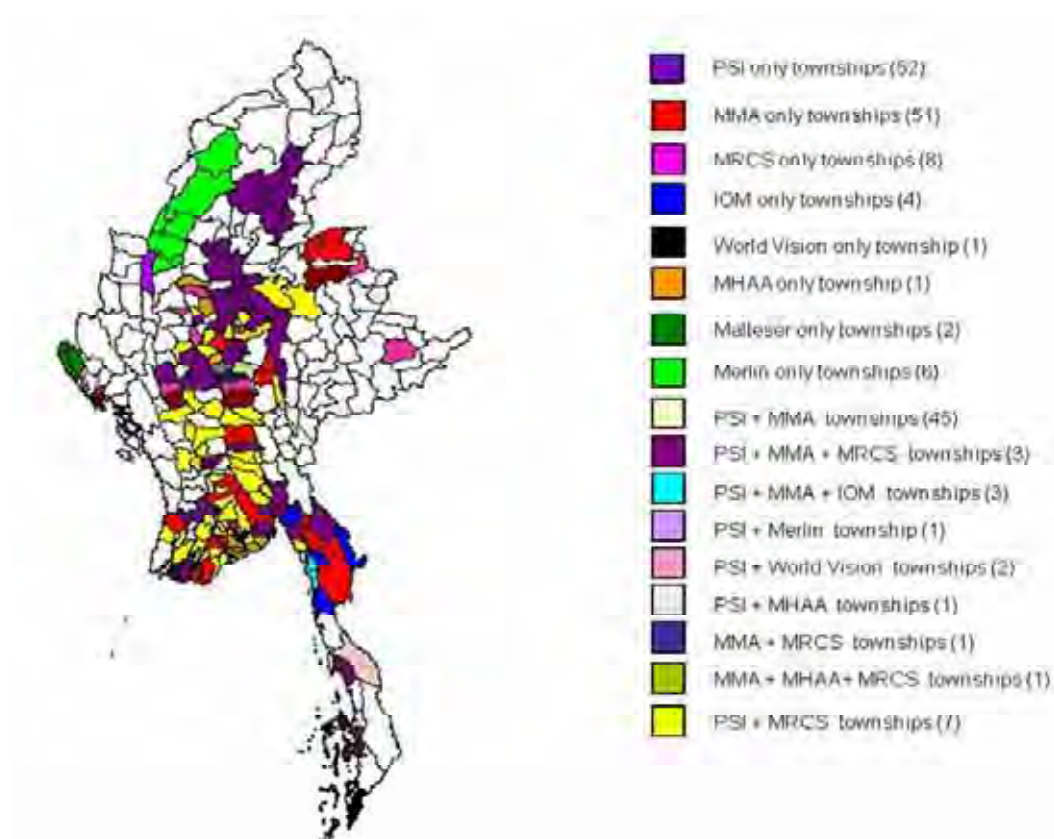 PSI only townships (52)
MMA only townships (51)
MRCS only townships (8)
IOM only townships (4)
World Vision only township (1)
MHAA only township (1)
Malteser only townships (2)
Merlin only townships (6)
PSI + MMA townships (45)
PSI + MMA + MRCS townships (3)
PSI + MMA + IOM townships (3)
PSI + Merlin township (1)
PSI + World Vision townships (2)
PSI + MHAA townships (1)
MMA + MRCS townships (1)
MMA + MHAA+ MRCS townships (1)
PSI + MRCS townships (7)